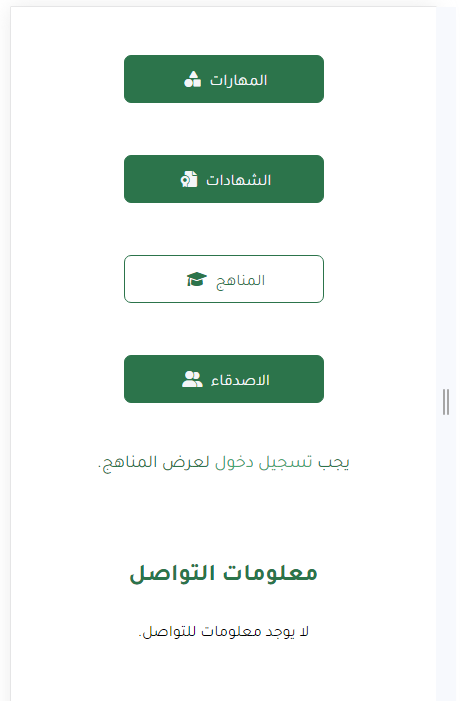 المهارات
الشهادات
المناهج
الاصدقاء
يجب تسجيل دخول لعرض المناهج.
معلومات التواصل
لا يوجد معلومات للتواصل.